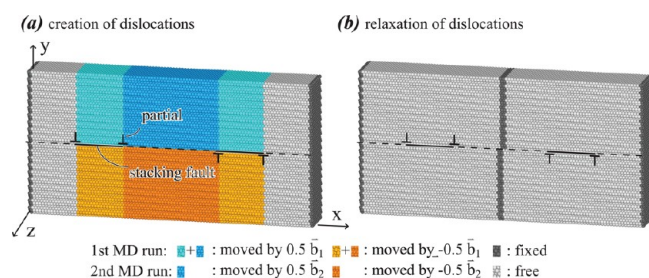 (a) creation of dislocations
(b) relaxation of dislocations
y
partial
stacking fault
x
z
1st MD run: + : moved by 0.5 b⃗₁ + : moved by -0.5 b⃗₁ : fixed
2nd MD run: : moved by 0.5 b⃗₂ : moved by -0.5 b⃗₂ : free